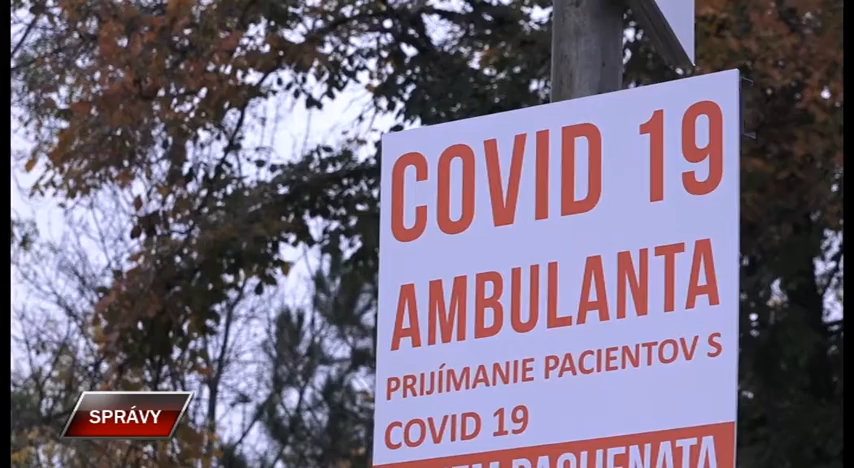 COVID 19
AMBULANTA
PRIJÍMANIE PACIENTOV S
COVID 19
SPRÁVY